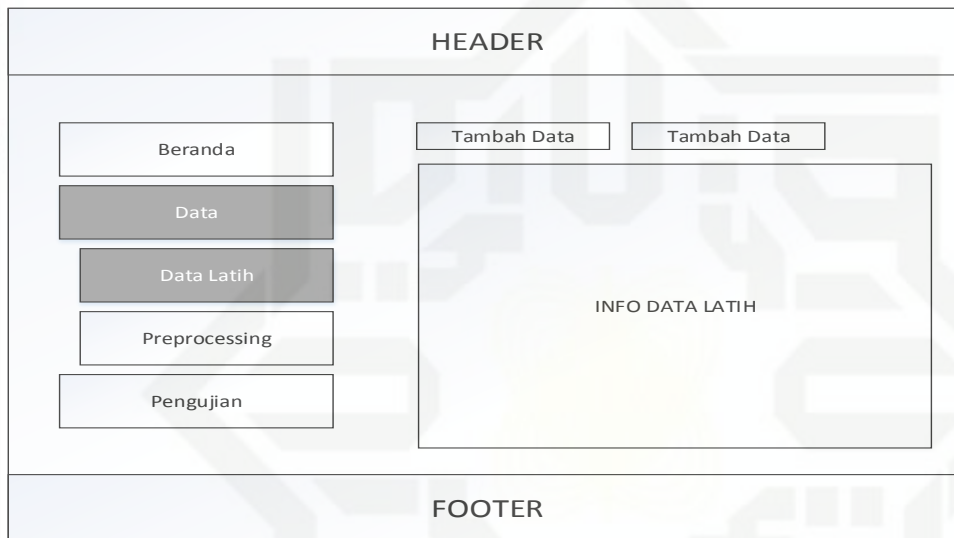 HEADER
Beranda
Data
Data Latih
Preprocessing
Pengujian
Tambah Data
Tambah Data
INFO DATA LATIH
FOOTER